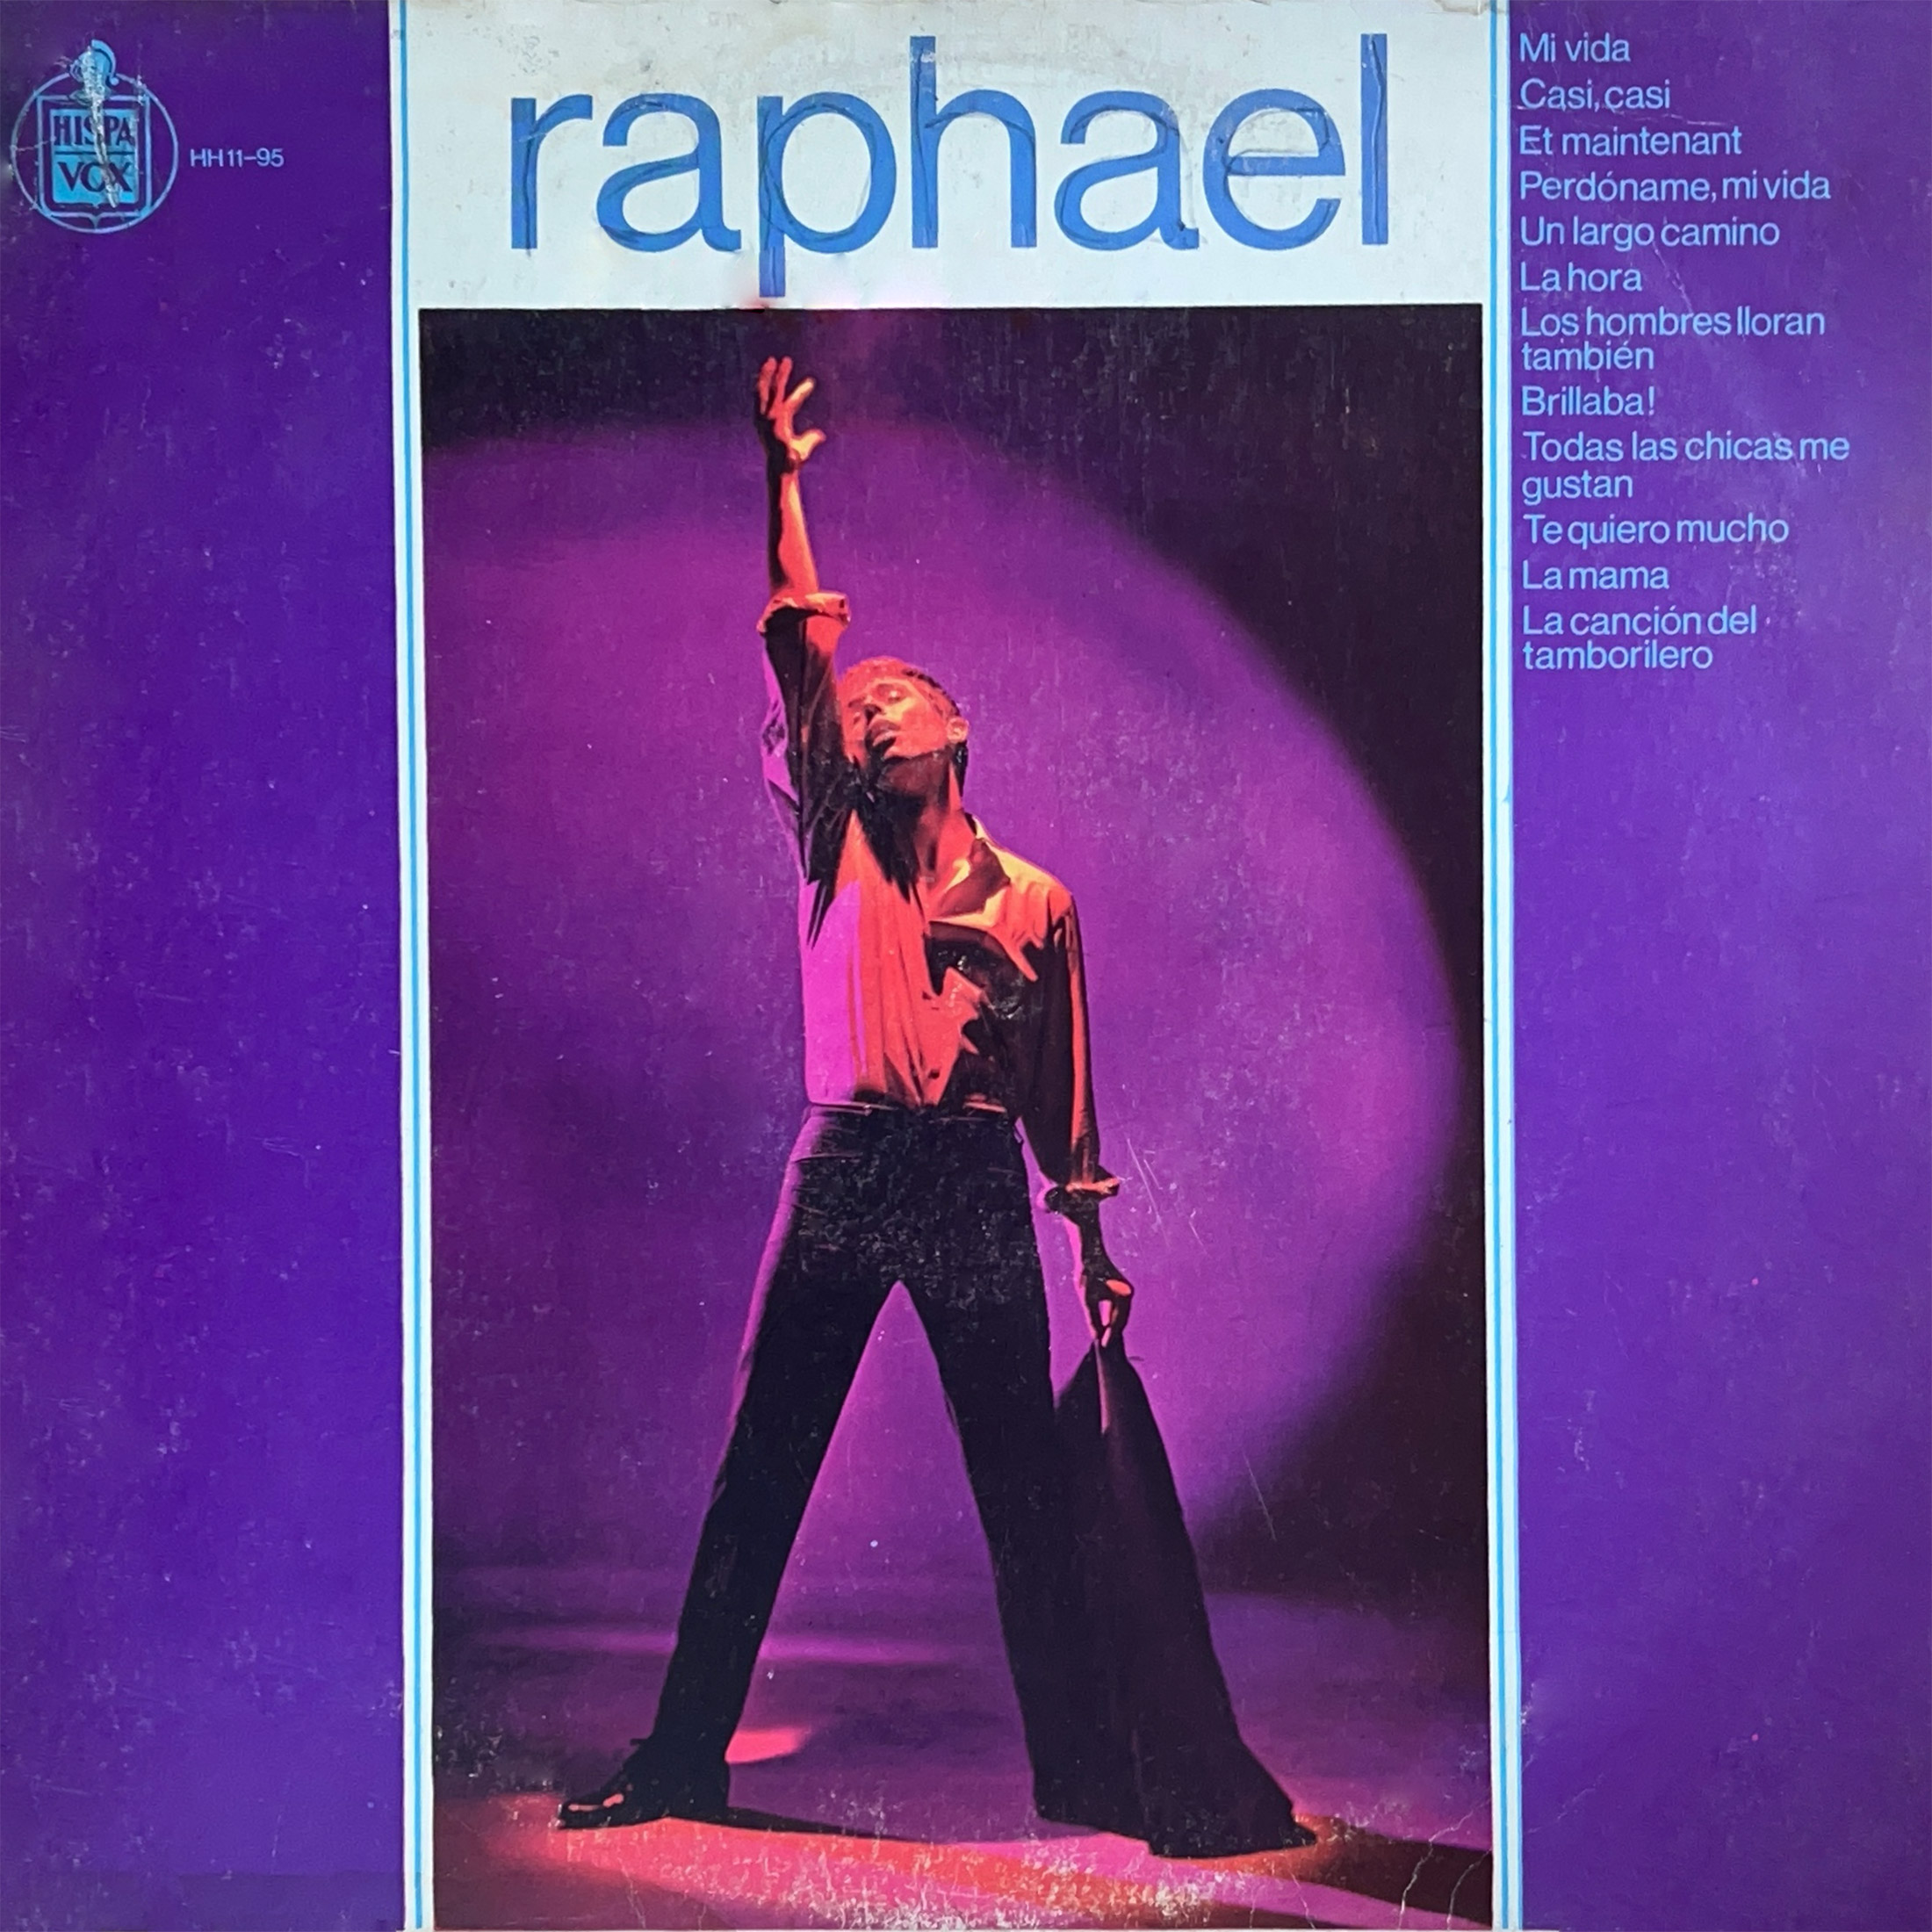 HISPA
VOX
HH 11-95
raphael
Mi vida
Casi, casi
Et maintenant
Perdóname, mi vida
Un largo camino
La hora
Los hombres lloran
también
Brillaba!
Todas las chicas me
gustan
Te quiero mucho
La mama
La canción del
tamborilero